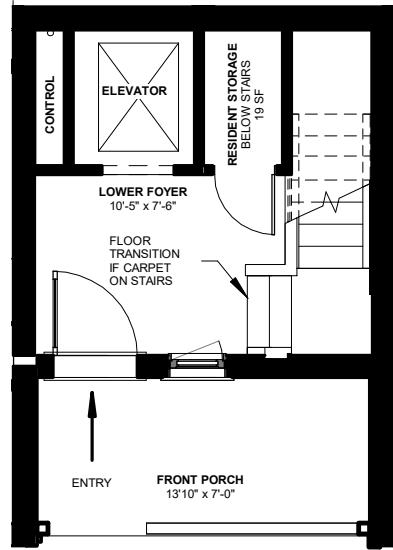 CONTROL
ELEVATOR
RESIDENT STORAGE
BELOW STAIRS
19 SF
LOWER FOYER
10'-5" x 7'-6"
FLOOR
TRANSITION
IF CARPET
ON STAIRS
ENTRY
FRONT PORCH
13'10" x 7'-0"